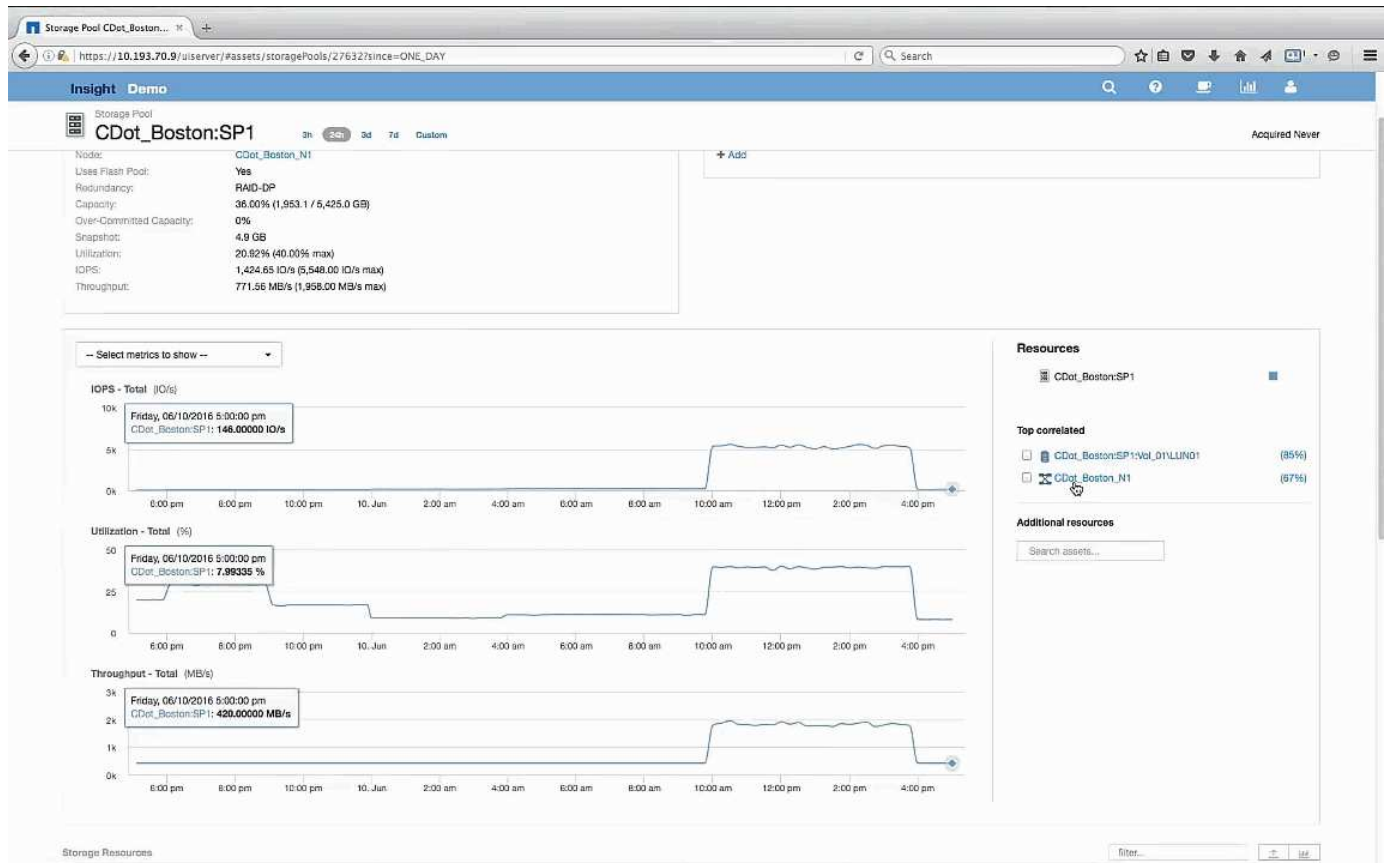 Storage Pool CDot_Boston... × +
https://10.193.70.9/uiserver/#assets/storagePools/27632?since=ONE_DAY
Search
Insight Demo
Storage Pool
CDot_Boston:SP1 3h 24h 3d 7d Custom
Acquired Never
Node: CDot_Boston_N1
+ Add
Uses Flash Pool: Yes
Redundancy: RAID-DP
Capacity: 36.00% (1,953.1 / 5,425.0 GB)
Over-Committed Capacity: 0%
Snapshot: 4.9 GB
Utilization: 20.92% (40.00% max)
IOPS: 1,424.65 IO/s (5,548.00 IO/s max)
Throughput: 771.56 MB/s (1,958.00 MB/s max)
-- Select metrics to show --
IOPS - Total (IO/s)
10k
5k
0k
Friday, 06/10/2016 5:00:00 pm
CDot_Boston:SP1: 146.00000 IO/s
6:00 pm 8:00 pm 10:00 pm 10. Jun 2:00 am 4:00 am 6:00 am 8:00 am 10:00 am 12:00 pm 2:00 pm 4:00 pm
Utilization - Total (%)
50
25
0
Friday, 06/10/2016 5:00:00 pm
CDot_Boston:SP1: 7.99335 %
6:00 pm 8:00 pm 10:00 pm 10. Jun 2:00 am 4:00 am 6:00 am 8:00 am 10:00 am 12:00 pm 2:00 pm 4:00 pm
Throughput - Total (MB/s)
3k
2k
1k
0k
Friday, 06/10/2016 5:00:00 pm
CDot_Boston:SP1: 420.00000 MB/s
6:00 pm 8:00 pm 10:00 pm 10. Jun 2:00 am 4:00 am 6:00 am 8:00 am 10:00 am 12:00 pm 2:00 pm 4:00 pm
Resources
CDot_Boston:SP1
Top correlated
CDot_Boston:SP1:Vol_01\LUN01 (85%)
CDot_Boston_N1 (67%)
Additional resources
Search assets...
Storage Resources
filter...